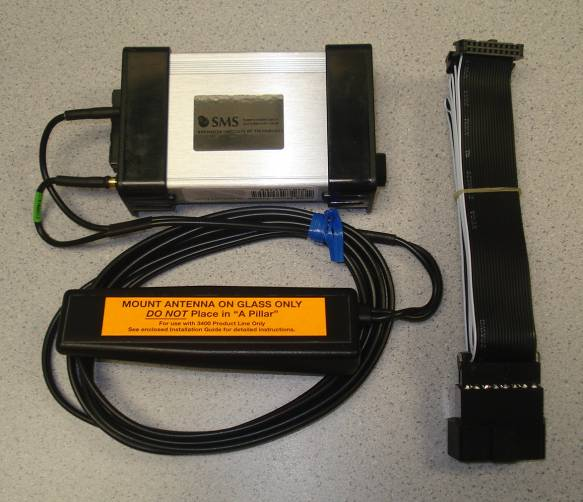 SMS
MOUNT ANTENNA ON GLASS ONLY
DO NOT Place in "A Pillar"
For use with 3400 Product Line Only
See enclosed Installation Guide for detailed instructions.